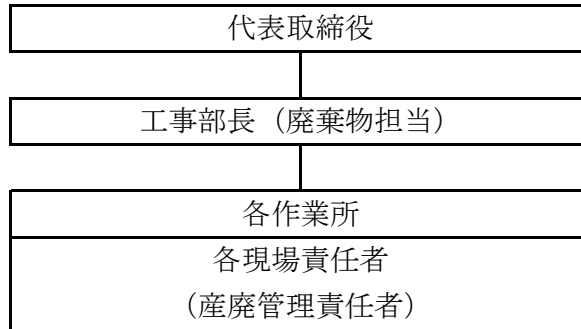 代表取締役
工事部長（廃棄物担当）
各作業所
各現場責任者
（産廃管理責任者）